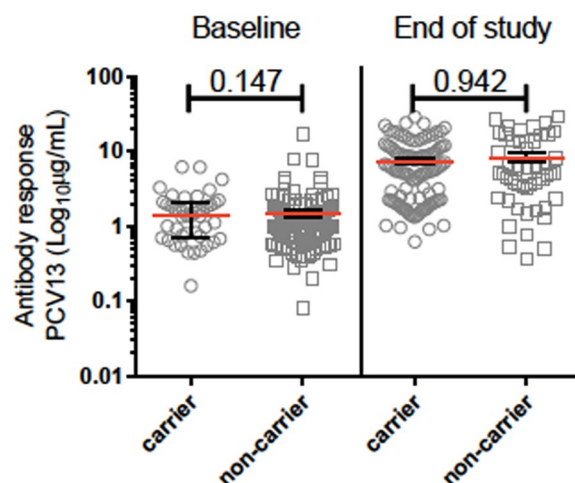 Baseline
End of study
0.147
0.942
Antibody response
PCV13 (Log₁₀µg/mL)
100
10
1
0.1
0.01
carrier
non-carrier
carrier
non-carrier